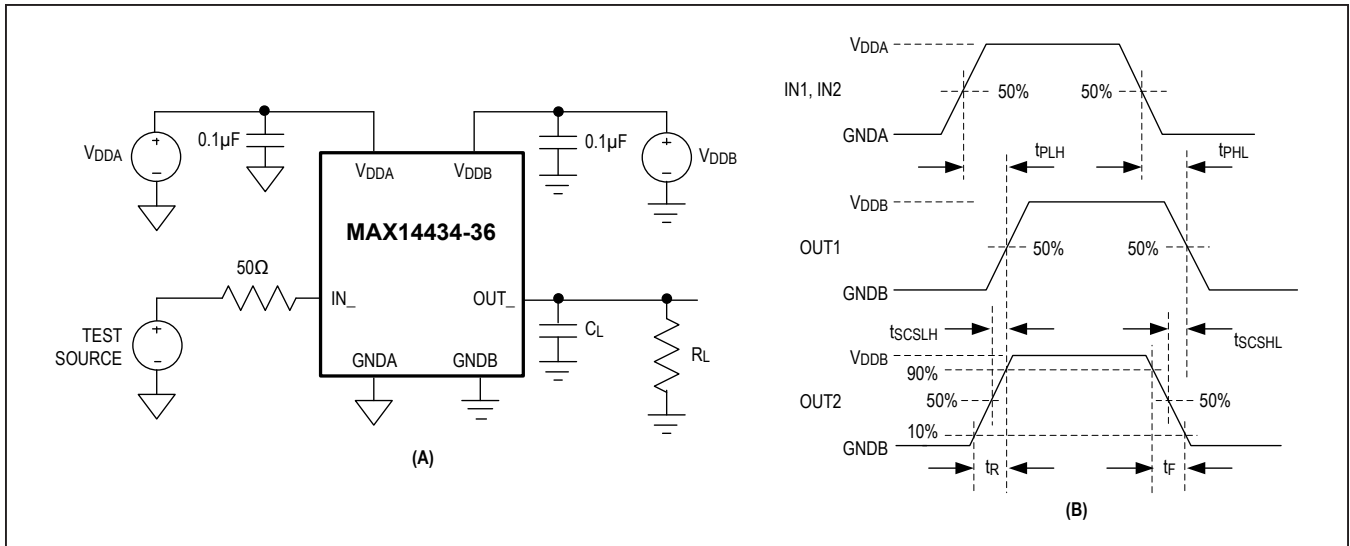 VDDA
0.1µF
0.1µF
VDDB
VDDA
VDDB
MAX14434-36
50Ω
IN_
OUT_
TEST
SOURCE
CL
RL
GNDA
GNDB
(A)
VDDA
IN1, IN2
50%
50%
GNDA
tPLH
tPHL
VDDB
OUT1
50%
50%
GNDB
tSCSLH
tSCSHL
VDDB
90%
OUT2
50%
50%
10%
GNDB
tR
tF
(B)